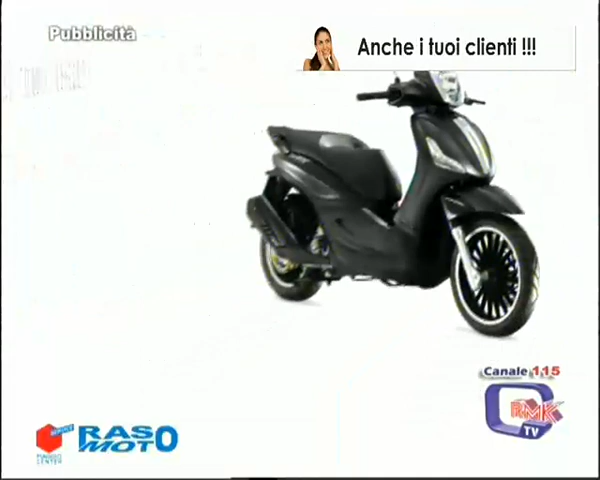 Pubblicità
Anche i tuoi clienti !!!
Canale 115
RMK
TV
RASO
MOTO